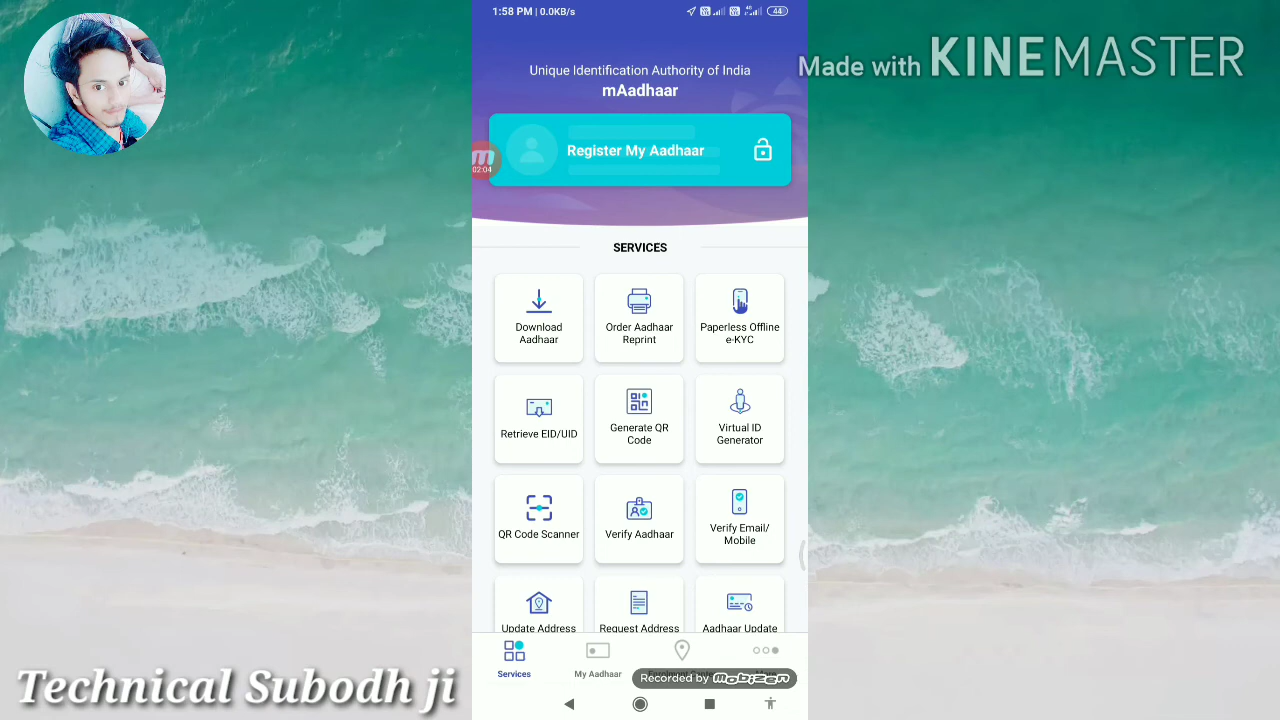 1:58 PM | 0.0KB/s
44
Made with KINEMASTER
Unique Identification Authority of India
mAadhaar
Register My Aadhaar
02:04
SERVICES
Download
Aadhaar
Order Aadhaar
Reprint
Paperless Offline
e-KYC
Retrieve EID/UID
Generate QR
Code
Virtual ID
Generator
QR Code Scanner
Verify Aadhaar
Verify Email/
Mobile
Update Address
Request Address
Aadhaar Update
Services
My Aadhaar
Recorded by mobizen
Technical Subodh ji